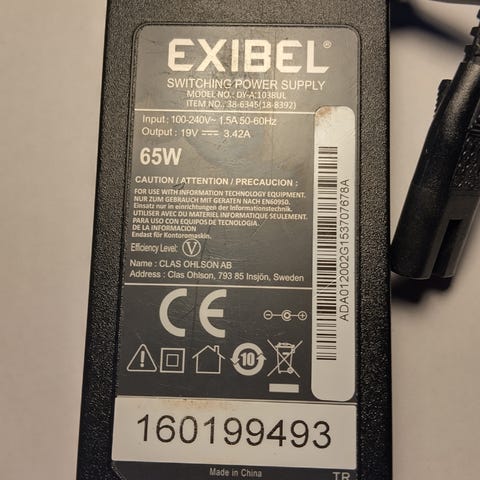 EXIBEL
SWITCHING POWER SUPPLY
MODEL NO.: DY-A:1038UL
ITEM NO.: 38-6345(18-8392)
Input : 100-240V~ 1.5A 50-60Hz
Output : 19V ⎓ 3.42A
65W
CAUTION / ATTENTION / PRECAUCION :
FOR USE WITH INFORMATION TECHNOLOGY EQUIPMENT.
NUR ZUM GEBRAUCH MIT GERATEN NACH EN60950.
Einsatz nur in einrichtungen der Informationstechnik.
UTILISER AVEC DU MATERIEL INFORMATIQUE SEULEMENT.
PARA USO CON EQUIPOS DE TECNOLOGIA.
DE LA INFORMACION.
Endast för Kontorsmaskin.
Efficiency Level: V
Name : CLAS OHLSON AB
Address : Clas Ohlson, 793 85 Insjön, Sweden
ADA012002G153707678A
CE
10
160199493
Made in China
TR